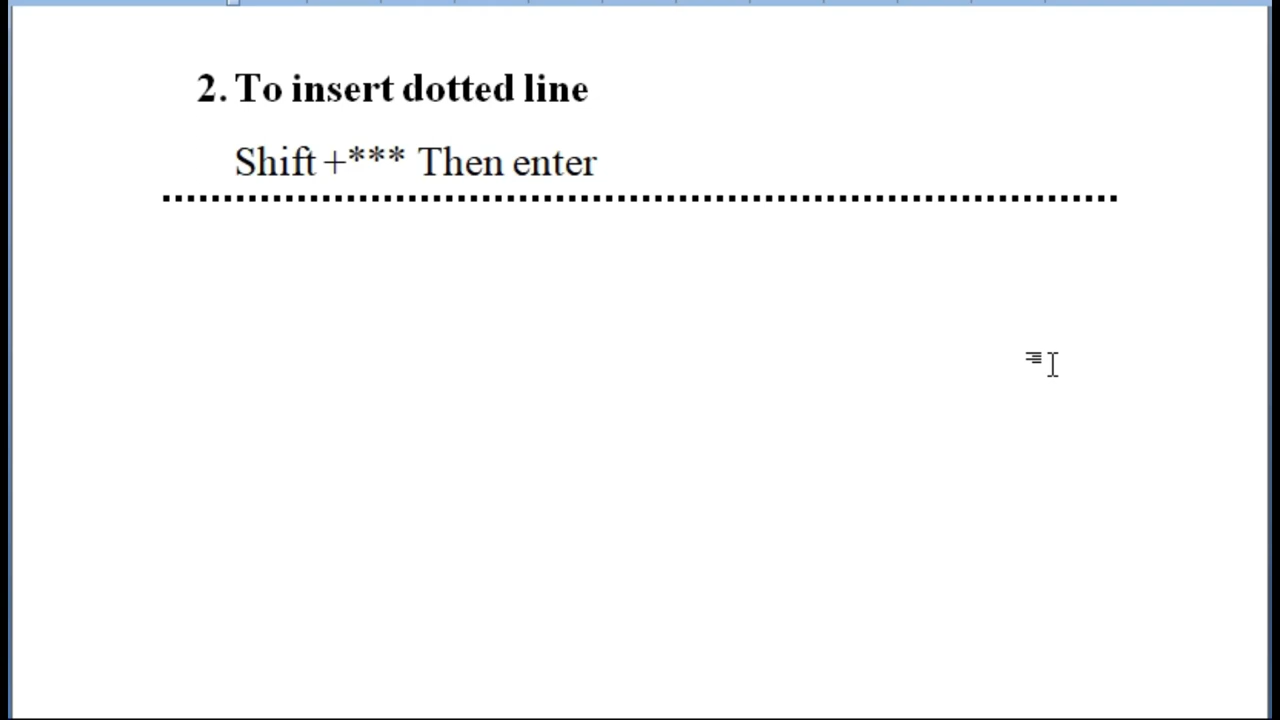 2. To insert dotted line
Shift +*** Then enter